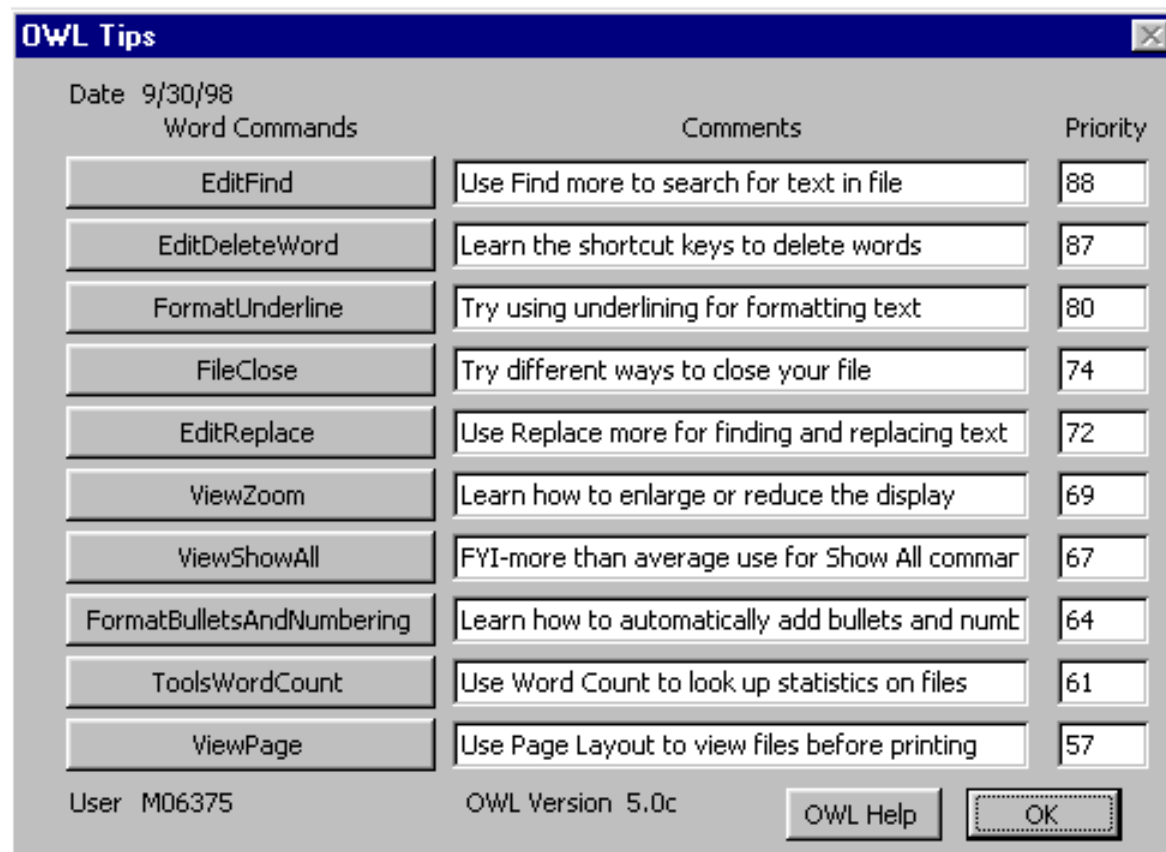 OWL Tips
Date 9/30/98
Word Commands Comments Priority
EditFind Use Find more to search for text in file 88
EditDeleteWord Learn the shortcut keys to delete words 87
FormatUnderline Try using underlining for formatting text 80
FileClose Try different ways to close your file 74
EditReplace Use Replace more for finding and replacing text 72
ViewZoom Learn how to enlarge or reduce the display 69
ViewShowAll FYI-more than average use for Show All commar 67
FormatBulletsAndNumbering Learn how to automatically add bullets and numb 64
ToolsWordCount Use Word Count to look up statistics on files 61
ViewPage Use Page Layout to view files before printing 57
User M06375 OWL Version 5.0c OWL Help OK